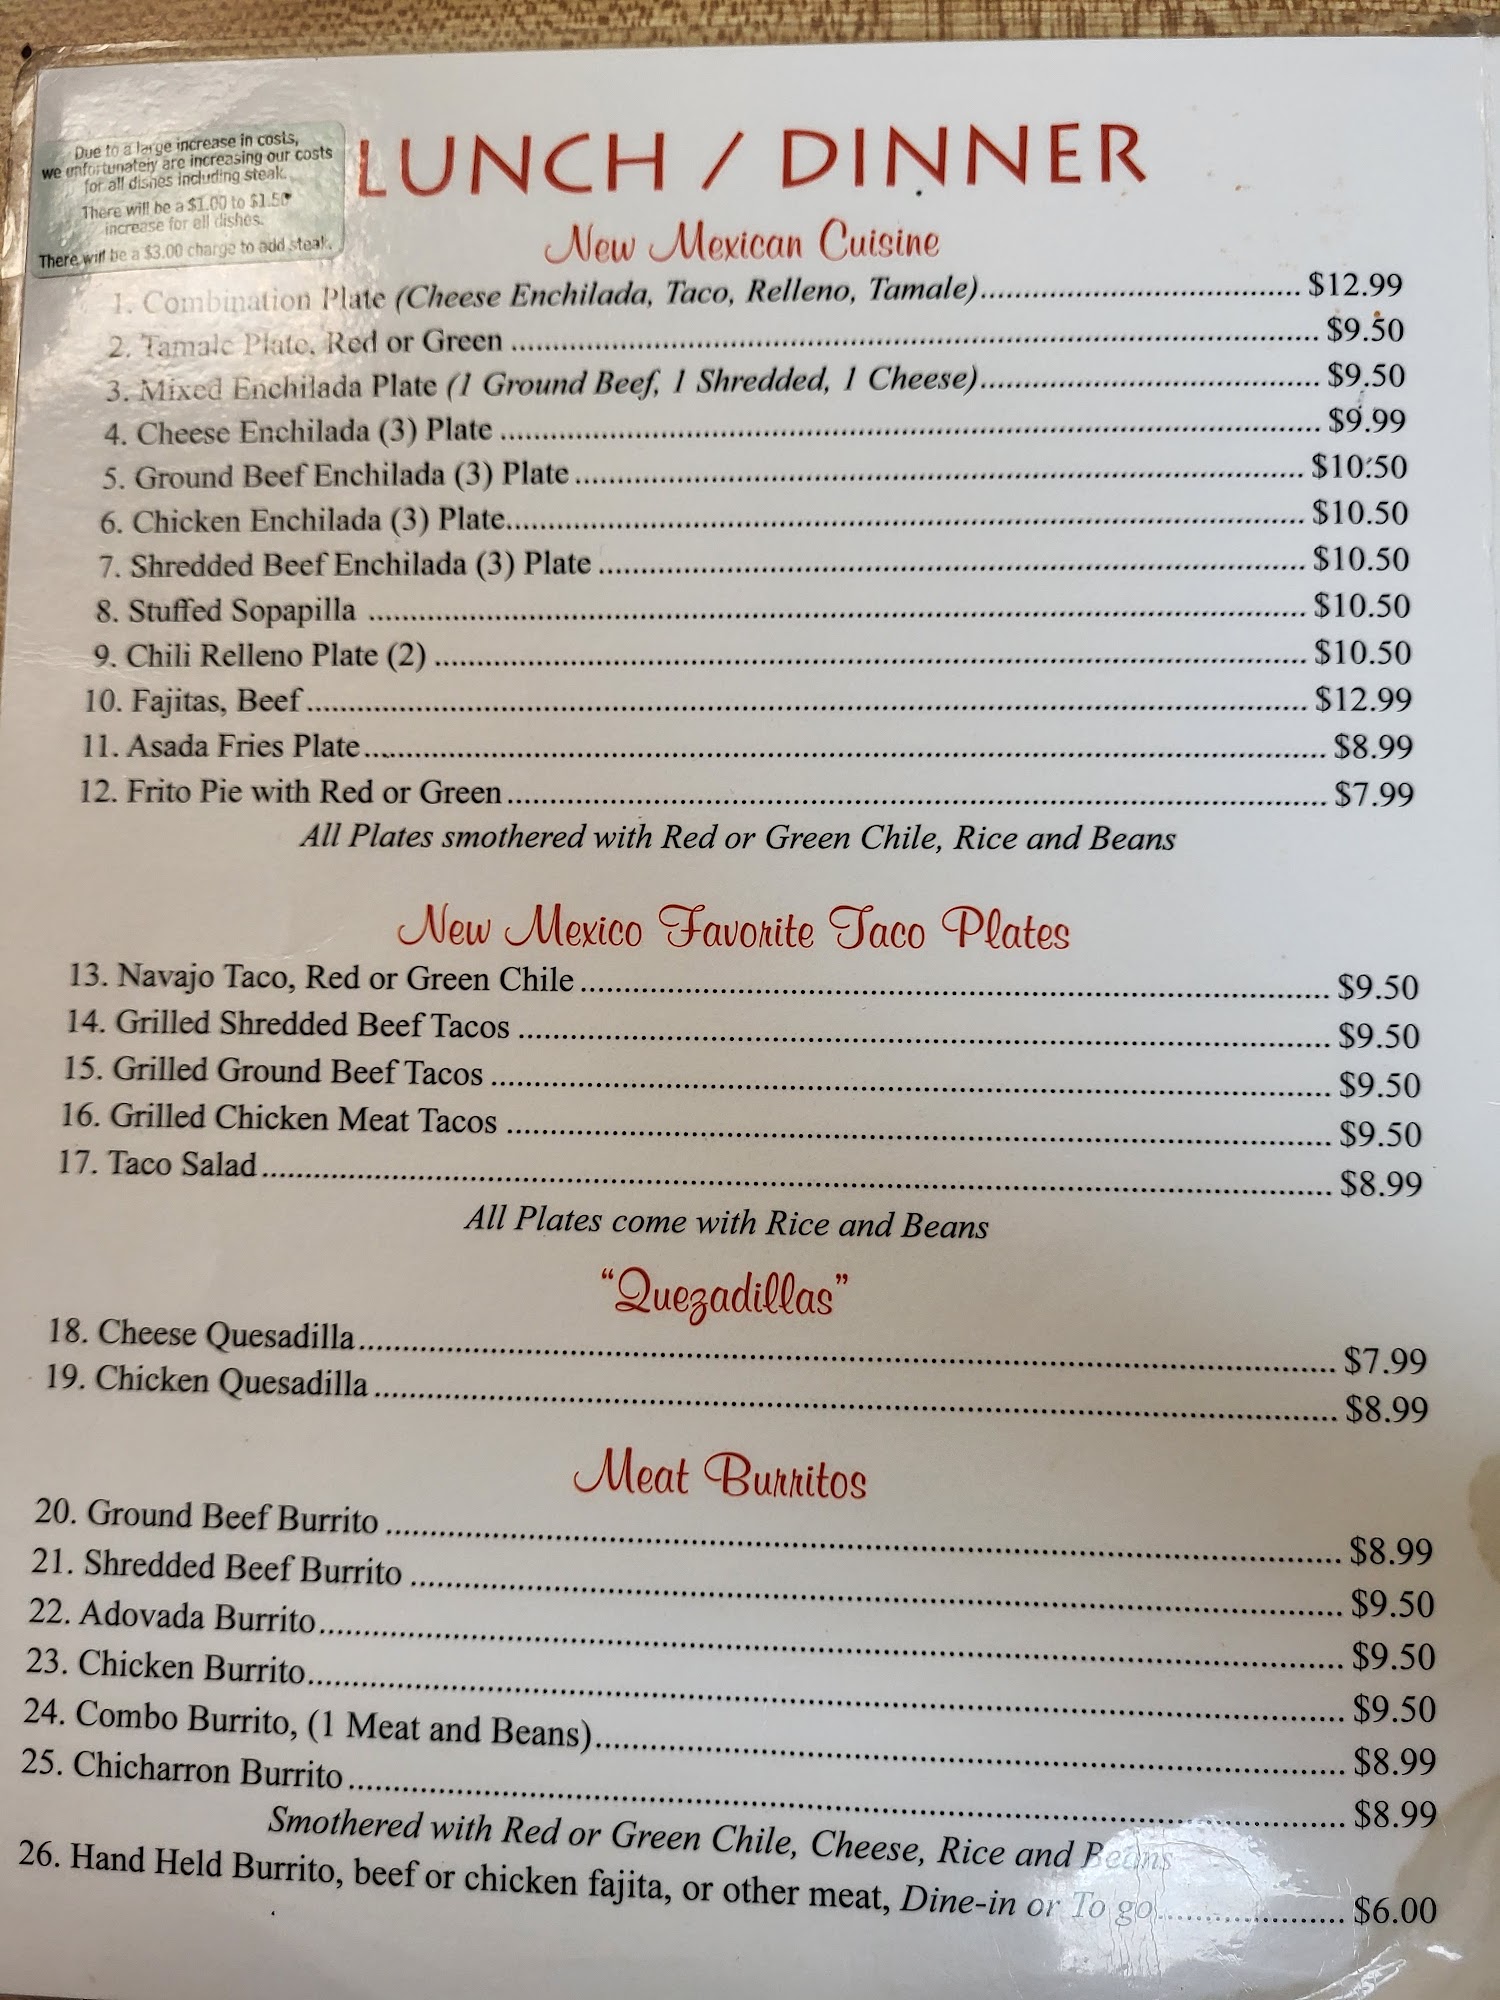 Due to a large increase in costs,
we unfortunately are increasing our costs
for all dishes including steak.
There will be a $1.00 to $1.50
increase for all dishes.
There will be a $3.00 charge to add steak.
LUNCH / DINNER
New Mexican Cuisine
1. Combination Plate (Cheese Enchilada, Taco, Relleno, Tamale) $12.99
2. Tamale Plate, Red or Green $9.50
3. Mixed Enchilada Plate (1 Ground Beef, 1 Shredded, 1 Cheese) $9.50
4. Cheese Enchilada (3) Plate $9.99
5. Ground Beef Enchilada (3) Plate $10.50
6. Chicken Enchilada (3) Plate $10.50
7. Shredded Beef Enchilada (3) Plate $10.50
8. Stuffed Sopapilla $10.50
9. Chili Relleno Plate (2) $10.50
10. Fajitas, Beef $12.99
11. Asada Fries Plate $8.99
12. Frito Pie with Red or Green $7.99
All Plates smothered with Red or Green Chile, Rice and Beans
New Mexico Favorite Taco Plates
13. Navajo Taco, Red or Green Chile $9.50
14. Grilled Shredded Beef Tacos $9.50
15. Grilled Ground Beef Tacos $9.50
16. Grilled Chicken Meat Tacos $9.50
17. Taco Salad $8.99
All Plates come with Rice and Beans
"Quezadillas"
18. Cheese Quesadilla $7.99
19. Chicken Quesadilla $8.99
Meat Burritos
20. Ground Beef Burrito $8.99
21. Shredded Beef Burrito $9.50
22. Adovada Burrito $9.50
23. Chicken Burrito $9.50
24. Combo Burrito, (1 Meat and Beans) $8.99
25. Chicharron Burrito $8.99
Smothered with Red or Green Chile, Cheese, Rice and Beans
26. Hand Held Burrito, beef or chicken fajita, or other meat, Dine-in or To go $6.00